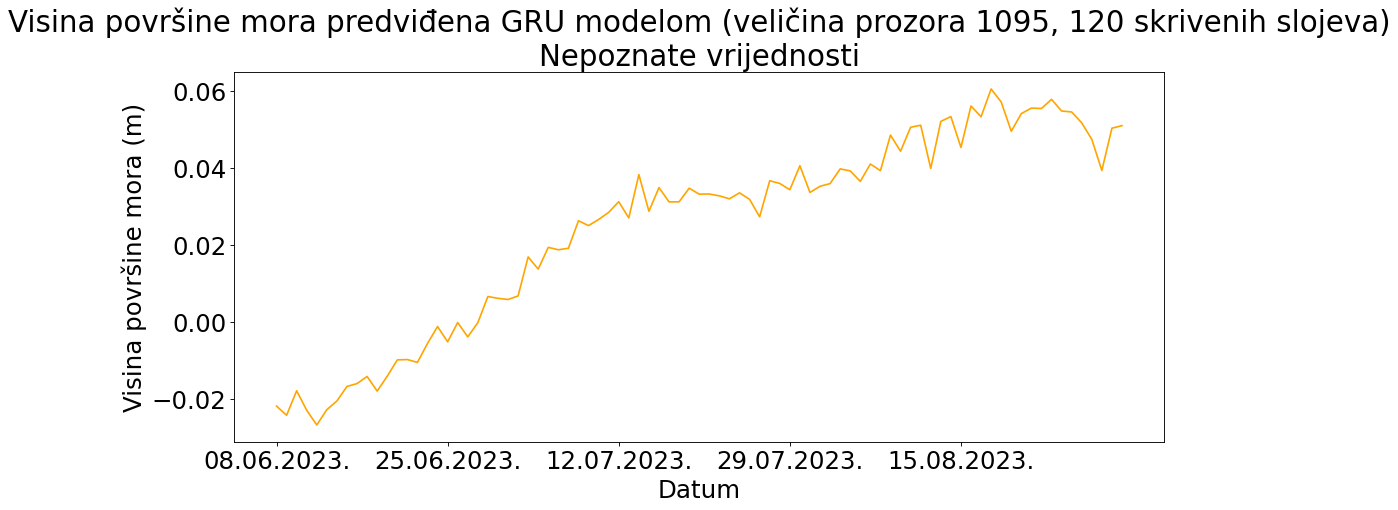 Visina površine mora predviđena GRU modelom (veličina prozora 1095, 120 skrivenih slojeva)
Nepoznate vrijednosti
Visina površine mora (m)
0.06
0.04
0.02
0.00
−0.02
08.06.2023.
25.06.2023.
12.07.2023.
29.07.2023.
15.08.2023.
Datum